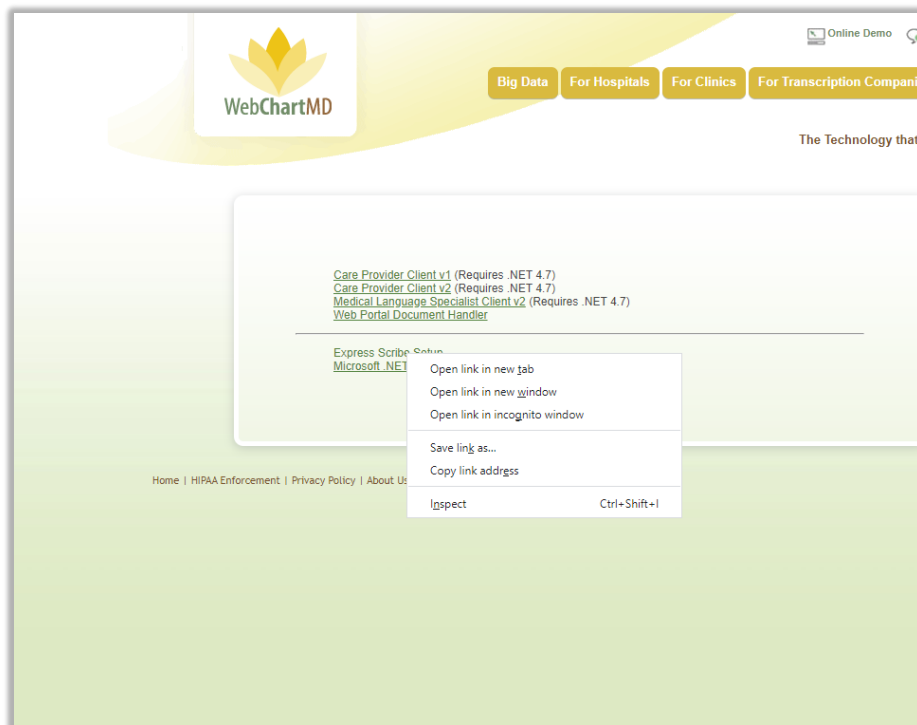 Online Demo
WebChartMD
Big Data
For Hospitals
For Clinics
For Transcription
The Technology that
Care Provider Client v1 (Requires .NET 4.7)
Care Provider Client v2 (Requires .NET 4.7)
Medical Language Specialist Client v2 (Requires .NET 4.7)
Web Portal Document Handler
Express Scribe Setup
Microsoft .NET
Open link in new tab
Open link in new window
Open link in incognito window
Save link as...
Copy link address
Inspect Ctrl+Shift+I
Home | HIPAA Enforcement | Privacy Policy | About Us